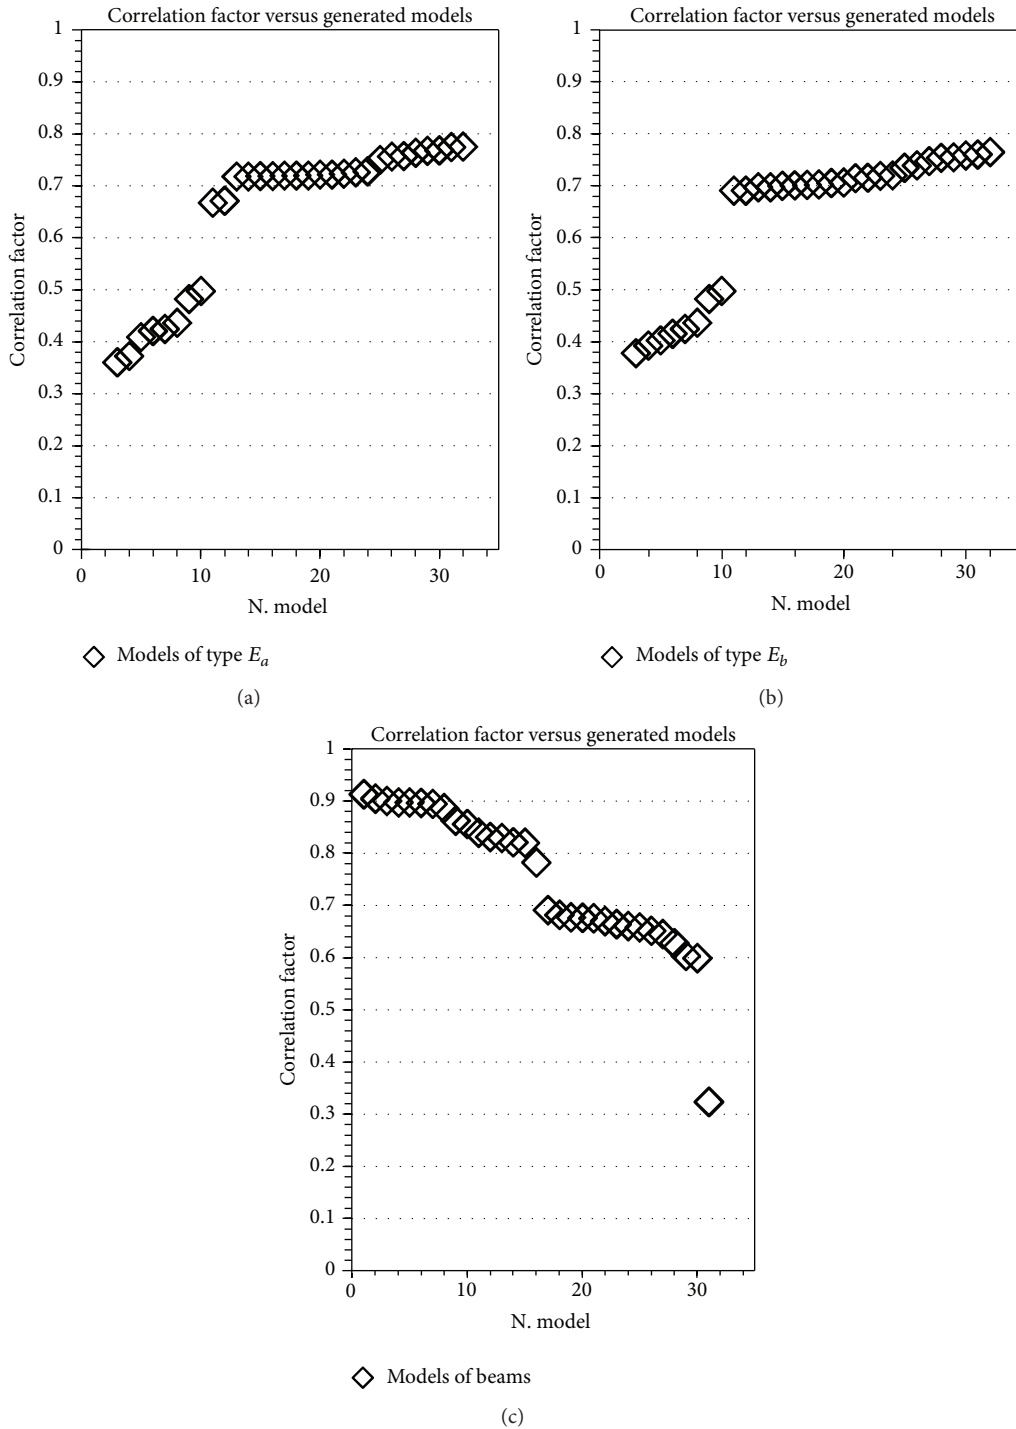 Correlation factor versus generated models
1
0.9
0.8
0.7
0.6
0.5
0.4
0.3
0.2
0.1
0
Correlation factor
0 10 20 30
N. model
Models of type Ea
(a)
Correlation factor versus generated models
1
0.9
0.8
0.7
0.6
0.5
0.4
0.3
0.2
0.1
0
Correlation factor
0 10 20 30
N. model
Models of type Eb
(b)
Correlation factor versus generated models
1
0.9
0.8
0.7
0.6
0.5
0.4
0.3
0.2
0.1
0
Correlation factor
0 10 20 30
N. model
Models of beams
(c)